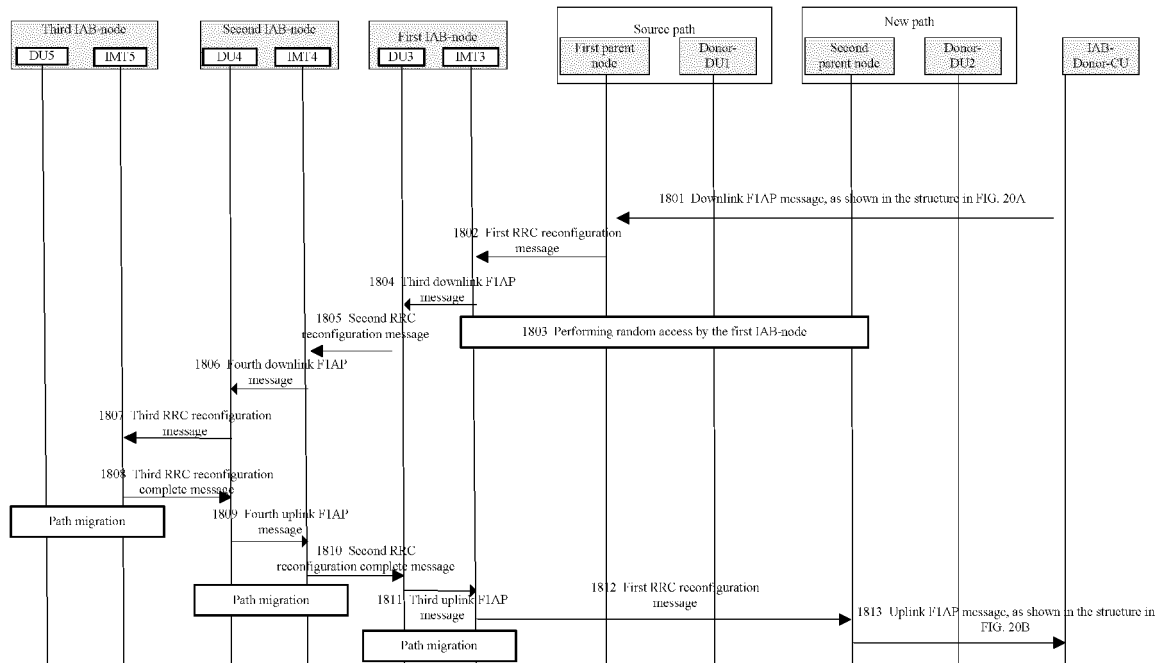 Third IAB-node
Second IAB-node
First IAB-node
Source path
New path
DU5
IMT5
DU4
IMT4
DU3
IMT3
First parent
node
Donor-
DU1
Second
parent node
Donor-
DU2
IAB-
Donor-CU
1801 Downlink F1AP message, as shown in the structure in FIG. 20A
1802 First RRC reconfiguration
message
1804 Third downlink F1AP
message
1803 Performing random access by the first IAB-node
1805 Second RRC
reconfiguration message
1806 Fourth downlink F1AP
message
1807 Third RRC reconfiguration
message
1808 Third RRC reconfiguration
complete message
Path migration
1809 Fourth uplink F1AP
message
1810 Second RRC
reconfiguration complete message
Path migration
1811 Third uplink F1AP
message
1812 First RRC reconfiguration
message
1813 Uplink F1AP message, as shown in the structure in
FIG. 20B
Path migration